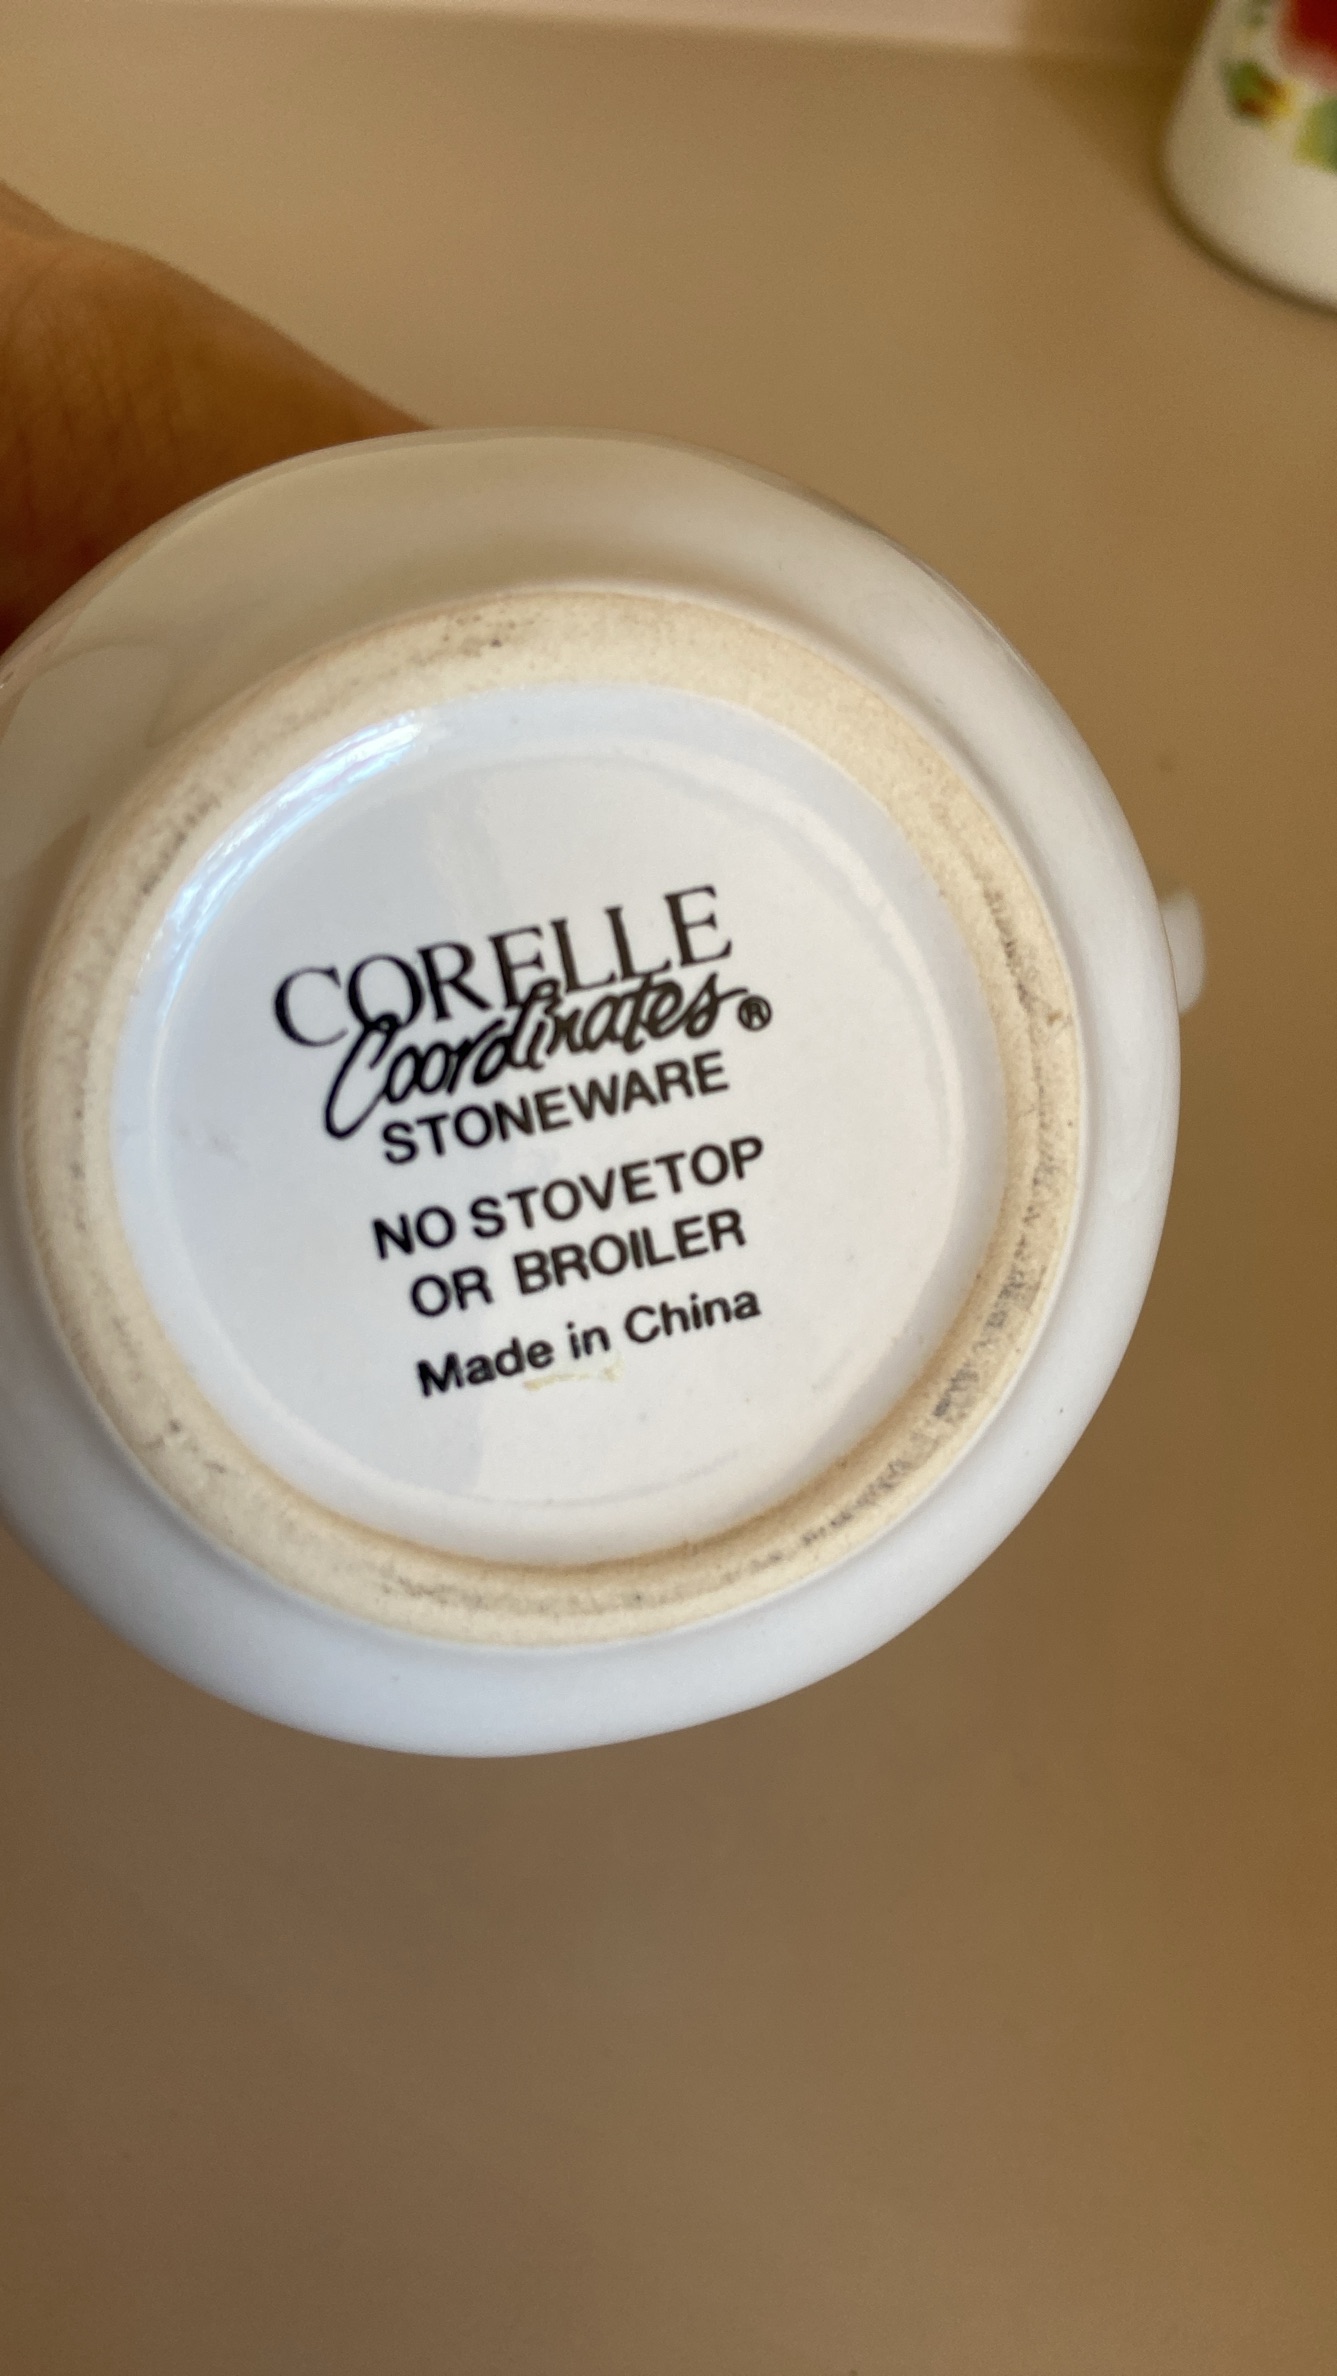 CORELLE
Coordinates®
STONEWARE
NO STOVETOP
OR BROILER
Made in China